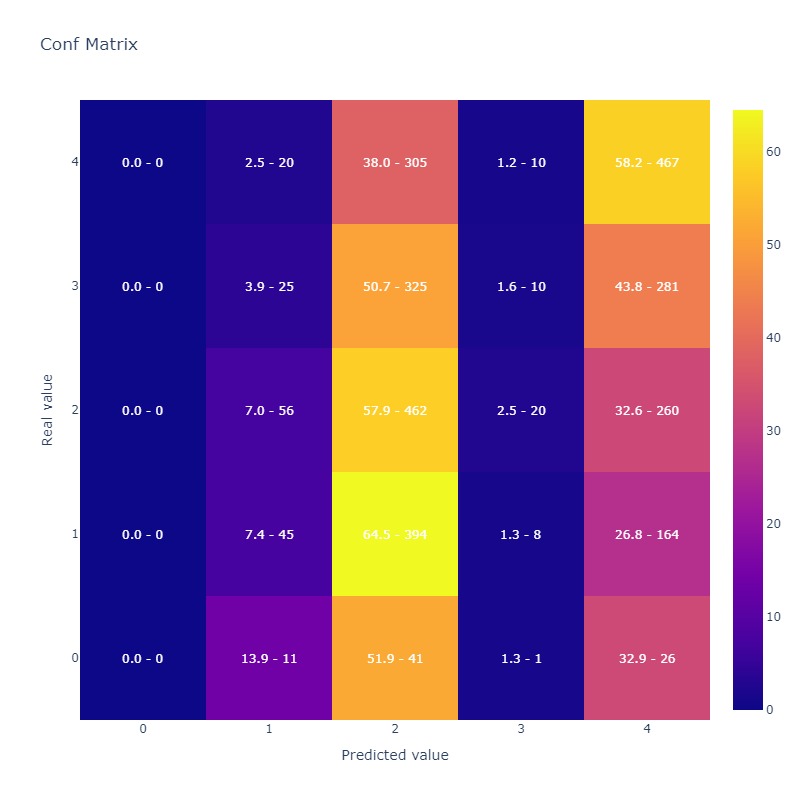 Conf Matrix
4
0.0 - 0
2.5 - 20
38.0 - 305
1.2 - 10
58.2 - 467
3
0.0 - 0
3.9 - 25
50.7 - 325
1.6 - 10
43.8 - 281
2
0.0 - 0
7.0 - 56
57.9 - 462
2.5 - 20
32.6 - 260
1
0.0 - 0
7.4 - 45
64.5 - 394
1.3 - 8
26.8 - 164
0
0.0 - 0
13.9 - 11
51.9 - 41
1.3 - 1
32.9 - 26
Real value
0
1
2
3
4
Predicted value
60
50
40
30
20
10
0